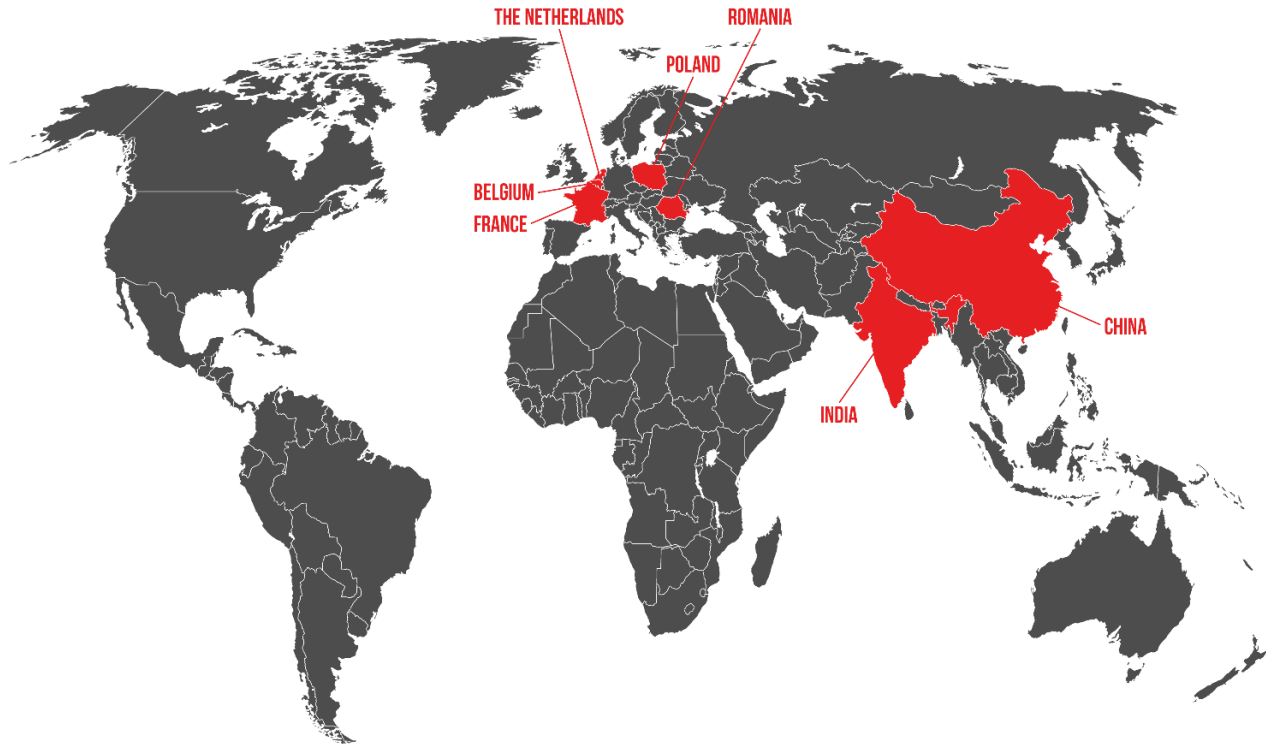 THE NETHERLANDS
ROMANIA
POLAND
BELGIUM
FRANCE
CHINA
INDIA